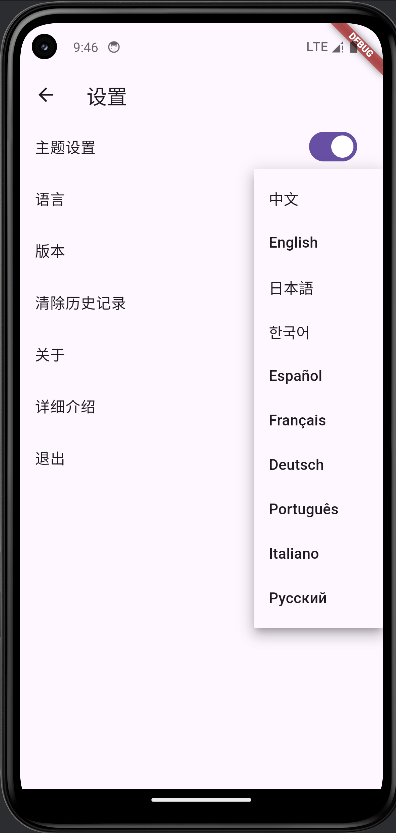 9:46
LTE
DEBUG
设置
主题设置
语言
版本
清除历史记录
关于
详细介绍
退出
中文
English
日本語
한국어
Español
Français
Deutsch
Português
Italiano
Русский